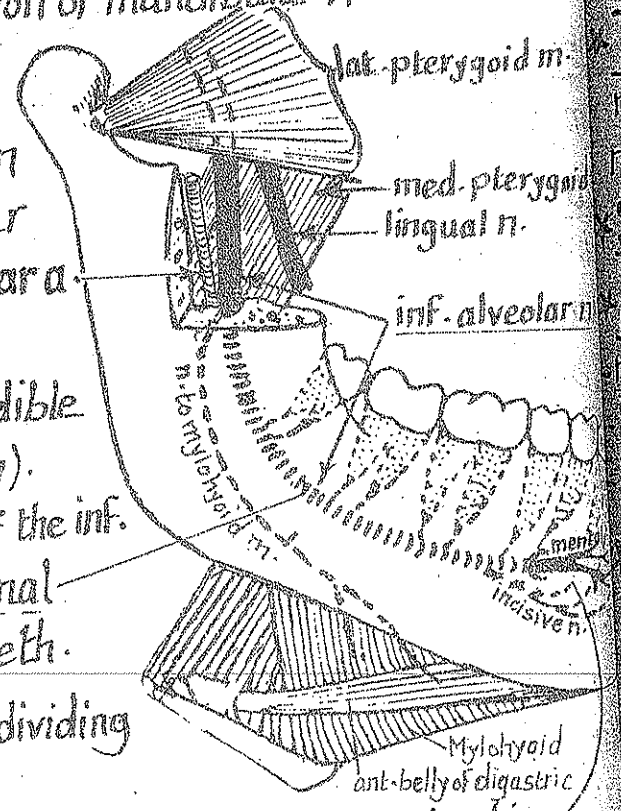 lat. pterygoid m.
med. pterygoid
lingual n.
ar a.
inf. alveolar n
dible
).
the inf.
nal
eth.
dividing
n. to mylohyoid m.
ment
incisive n.
Mylohyoid
ant. belly of digastric